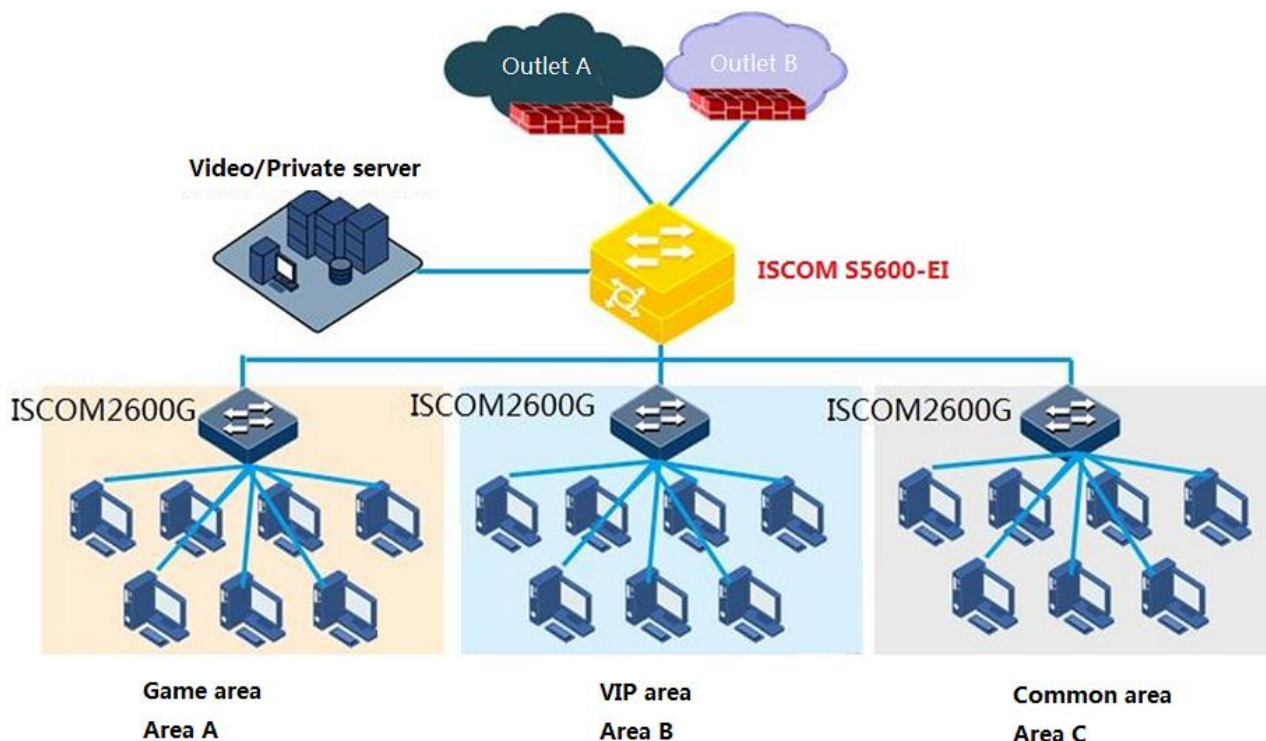 Outlet A
Outlet B
Video/Private server
ISCOM S5600-EI
ISCOM2600G
ISCOM2600G
ISCOM2600G
Game area
Area A
VIP area
Area B
Common area
Area C